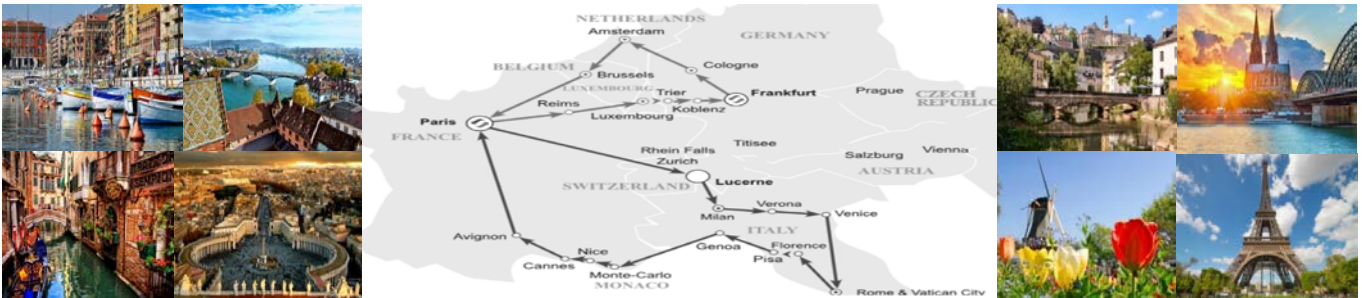 NETHERLANDS
Amsterdam
GERMANY
BELGIUM
Brussels
Cologne
LUXEMBOURG
Trier
Frankfurt
Prague
CZECH
REPUBLIC
Reims
Luxembourg
Koblenz
Paris
FRANCE
Rhein Falls
Titisee
Zurich
Salzburg
Vienna
AUSTRIA
SWITZERLAND
Lucerne
Milan
Verona
Venice
ITALY
Avignon
Genoa
Florence
Pisa
Nice
Cannes
Monte-Carlo
MONACO
Rome & Vatican City